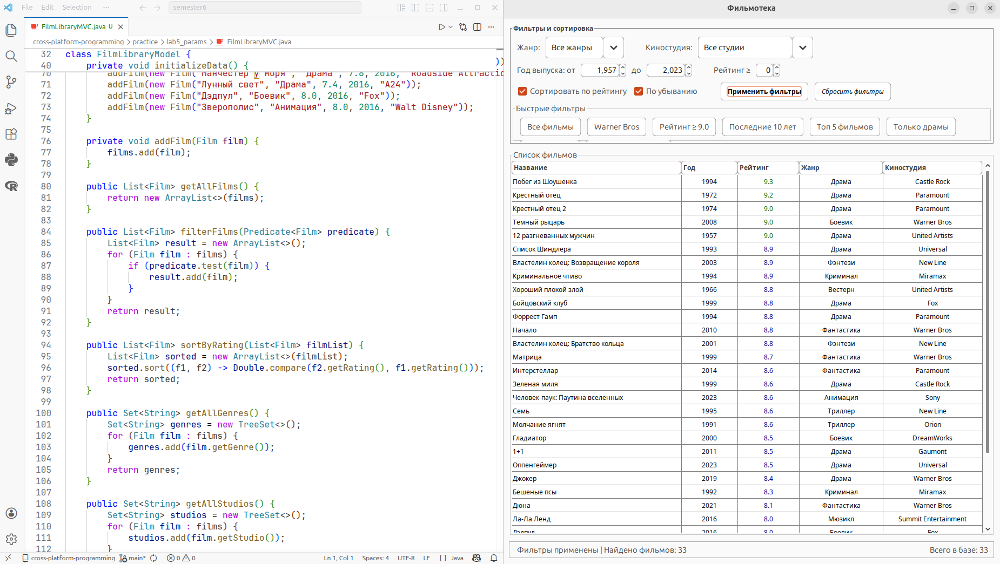 File Edit Selection ··· semester6
FilmLibraryMVC.java U
cross-platform-programming > practice > lab5_params > FilmLibraryMVC.java
32 class FilmLibraryModel {
40 private void initializeData() {
70 addFilm(new Film("Манчестер у моря", "Драма", 7.8, 2016, "Roadside Attractio
71 addFilm(new Film("Лунный свет", "Драма", 7.4, 2016, "A24"));
72 addFilm(new Film("Дэдпул", "Боевик", 8.0, 2016, "Fox"));
73 addFilm(new Film("Зверополис", "Анимация", 8.0, 2016, "Walt Disney"));
74 }
75
76 private void addFilm(Film film) {
77 films.add(film);
78 }
79
80 public List<Film> getAllFilms() {
81 return new ArrayList<>(films);
82 }
83
84 public List<Film> filterFilms(Predicate<Film> predicate) {
85 List<Film> result = new ArrayList<>();
86 for (Film film : films) {
87 if (predicate.test(film)) {
88 result.add(film);
89 }
90 }
91 return result;
92 }
93
94 public List<Film> sortByRating(List<Film> filmList) {
95 List<Film> sorted = new ArrayList<>(filmList);
96 sorted.sort((f1, f2) -> Double.compare(f2.getRating(), f1.getRating()));
97 return sorted;
98 }
99
100 public Set<String> getAllGenres() {
101 Set<String> genres = new TreeSet<>();
102 for (Film film : films) {
103 genres.add(film.getGenre());
104 }
105 return genres;
106 }
107
108 public Set<String> getAllStudios() {
109 Set<String> studios = new TreeSet<>();
110 for (Film film : films) {
111 studios.add(film.getStudio());
112 }
cross-platform-programming main* 0 0 Ln 1, Col 1 Spaces: 4 UTF-8 LF { } Java
Фильмотека
Фильтры и сортировка
Жанр: Все жанры Киностудия: Все студии
Год выпуска: от 1,957 до 2,023 Рейтинг ≥ 0
Сортировать по рейтингу По убыванию Применить фильтры Сбросить фильтры
Быстрые фильтры
Все фильмы Warner Bros Рейтинг ≥ 9.0 Последние 10 лет Топ 5 фильмов Только драмы
Список фильмов
Название Год Рейтинг Жанр Киностудия
Побег из Шоушенка 1994 9.3 Драма Castle Rock
Крестный отец 1972 9.2 Драма Paramount
Крестный отец 2 1974 9.0 Драма Paramount
Темный рыцарь 2008 9.0 Боевик Warner Bros
12 разгневанных мужчин 1957 9.0 Драма United Artists
Список Шиндлера 1993 8.9 Драма Universal
Властелин колец: Возвращение короля 2003 8.9 Фэнтези New Line
Криминальное чтиво 1994 8.9 Криминал Miramax
Хороший плохой злой 1966 8.8 Вестерн United Artists
Бойцовский клуб 1999 8.8 Драма Fox
Форрест Гамп 1994 8.8 Драма Paramount
Начало 2010 8.8 Фантастика Warner Bros
Властелин колец: Братство кольца 2001 8.8 Фэнтези New Line
Матрица 1999 8.7 Фантастика Warner Bros
Интерстеллар 2014 8.6 Фантастика Paramount
Зеленая миля 1999 8.6 Драма Castle Rock
Человек-паук: Паутина вселенных 2023 8.6 Анимация Sony
Семь 1995 8.6 Триллер New Line
Молчание ягнят 1991 8.6 Триллер Orion
Гладиатор 2000 8.5 Боевик DreamWorks
1+1 2011 8.5 Драма Gaumont
Оппенгеймер 2023 8.5 Драма Universal
Джокер 2019 8.4 Драма Warner Bros
Бешеные псы 1992 8.3 Криминал Miramax
Дюна 2021 8.1 Фантастика Warner Bros
Ла-Ла Ленд 2016 8.0 Мюзикл Summit Entertainment
Дэдпул 2016 8.0 Боевик Fox
Фильтры применены | Найдено фильмов: 33 Всего в базе: 33